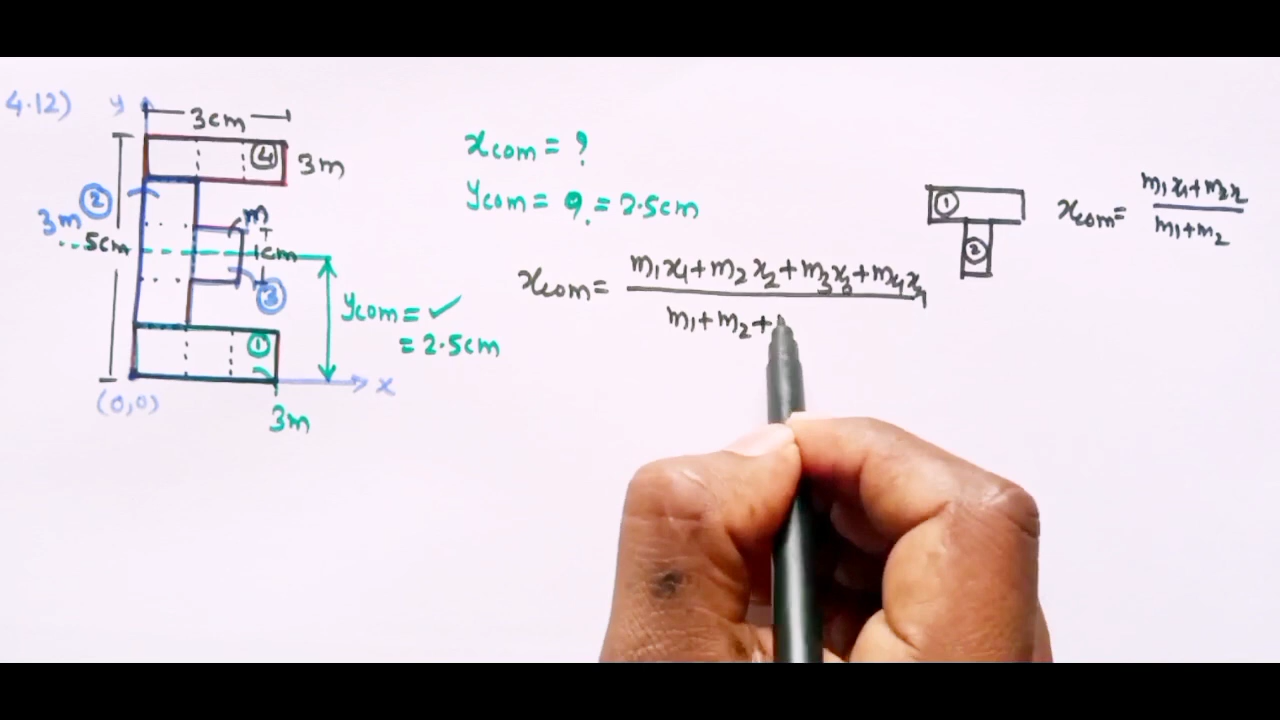 4.12)
y
3cm
④
3m
②
3m
5cm
m
1cm
③
ycom = ✓
= 2.5cm
①
x
(0,0)
3m
xcom = ?
ycom = ? = 2.5cm
xcom = m₁x₁+m₂x₂+m₃x₃+m₄x₄
m₁+m₂+
①
②
xcom= m₁x₁+m₂x₂
m₁+m₂